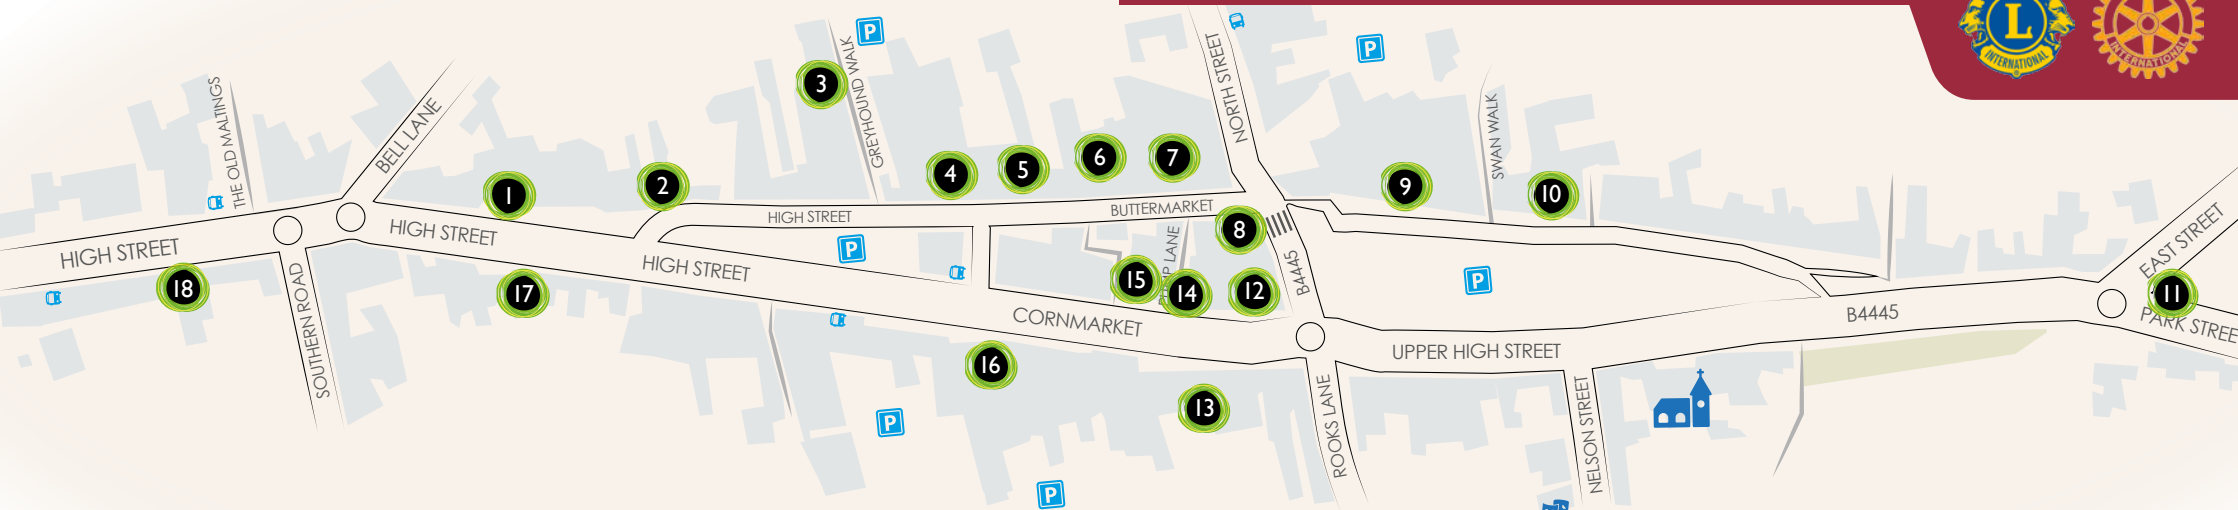 L
INTERNATIONAL
INTERNATIONAL
P
P
NORTH STREET
THE OLD MALTINGS
BELL LANE
3
GREYHOUND WALK
SWAN WALK
1
2
4
5
6
7
9
10
HIGH STREET
BUTTERMARKET
HIGH STREET
HIGH STREET
HIGH STREET
P
8
B4445
EAST STREET
18
SOUTHERN ROAD
17
15
14
12
P
11
CORNMARKET
B4445
UPPER HIGH STREET
16
13
P
P
ROOKS LANE
NELSON STREET